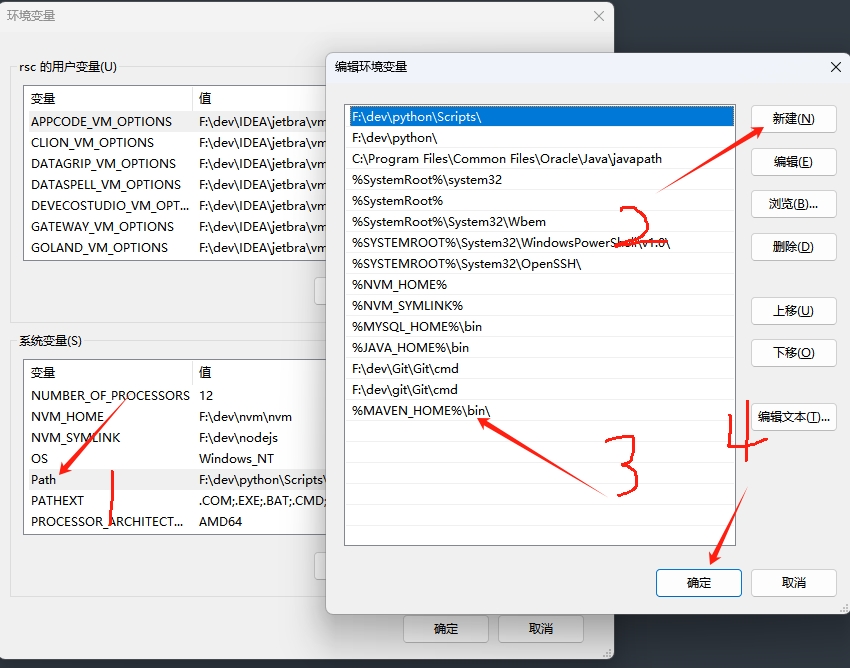 环境变量
rsc 的用户变量(U)
变量 值
APPCODE_VM_OPTIONS F:\dev\IDEA\jetbra\vm
CLION_VM_OPTIONS F:\dev\IDEA\jetbra\vm
DATAGRIP_VM_OPTIONS F:\dev\IDEA\jetbra\vm
DATASPELL_VM_OPTIONS F:\dev\IDEA\jetbra\vm
DEVECOSTUDIO_VM_OPT... F:\dev\IDEA\jetbra\vm
GATEWAY_VM_OPTIONS F:\dev\IDEA\jetbra\vm
GOLAND_VM_OPTIONS F:\dev\IDEA\jetbra\vm
系统变量(S)
变量 值
NUMBER_OF_PROCESSORS 12
NVM_HOME F:\dev\nvm\nvm
NVM_SYMLINK F:\dev\nodejs
OS Windows_NT
Path F:\dev\python\Scripts\
PATHEXT .COM;.EXE;.BAT;.CMD;
PROCESSOR_ARCHITECT... AMD64
1
确定 取消
编辑环境变量
F:\dev\python\Scripts\
F:\dev\python\
C:\Program Files\Common Files\Oracle\Java\javapath
%SystemRoot%\system32
%SystemRoot%
%SystemRoot%\System32\Wbem
%SYSTEMROOT%\System32\WindowsPowerShell\v1.0\
%SYSTEMROOT%\System32\OpenSSH\
%NVM_HOME%
%NVM_SYMLINK%
%MYSQL_HOME%\bin
%JAVA_HOME%\bin
F:\dev\Git\Git\cmd
F:\dev\git\Git\cmd
%MAVEN_HOME%\bin\
2
3
4
新建(N)
编辑(E)
浏览(B)...
删除(D)
上移(U)
下移(O)
编辑文本(T)...
确定 取消